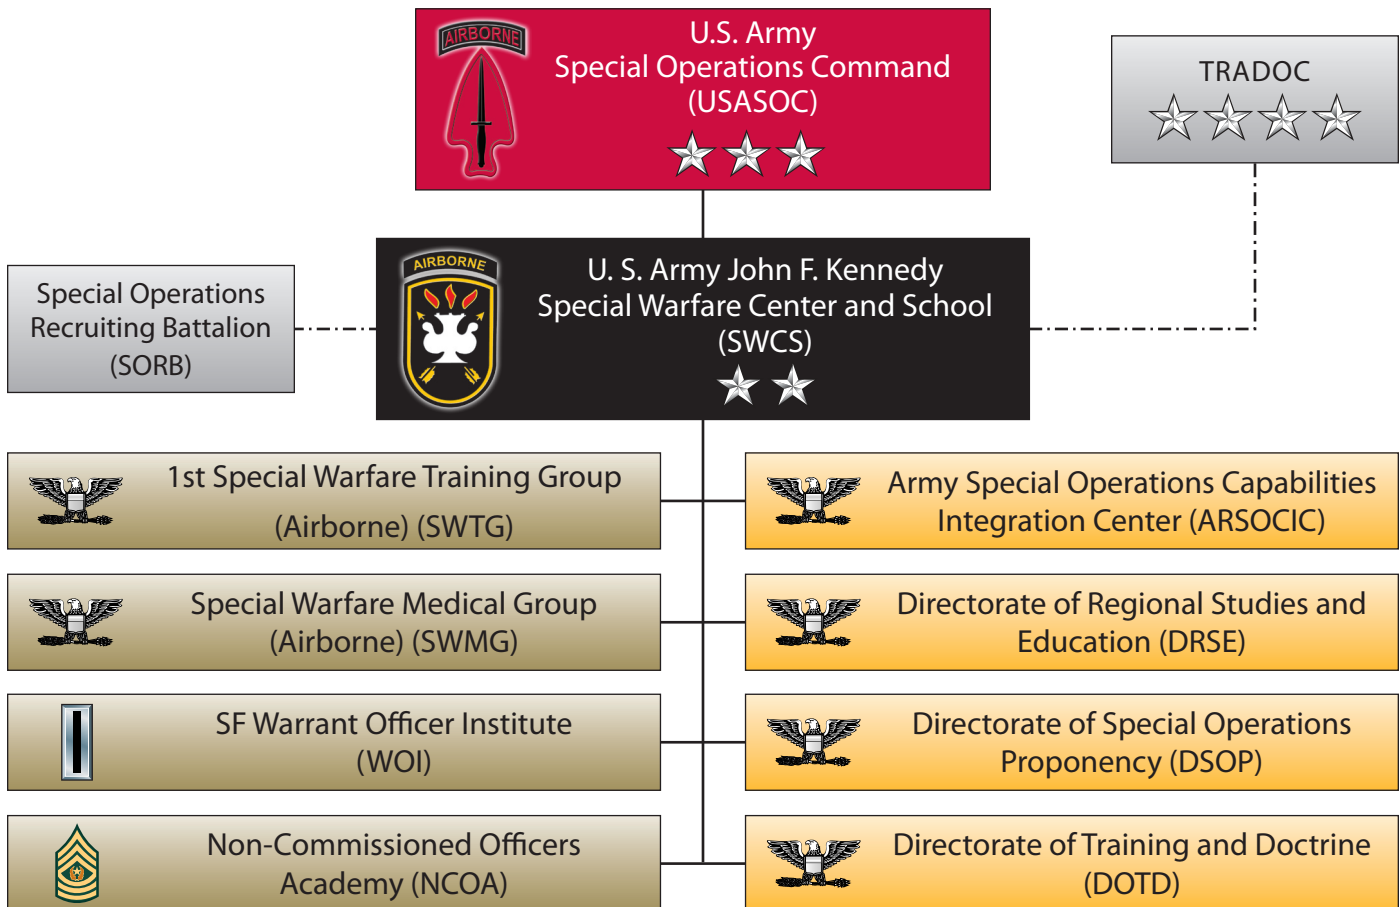 AIRBORNE
U.S. Army
Special Operations Command
(USASOC)
TRADOC
AIRBORNE
U. S. Army John F. Kennedy
Special Warfare Center and School
(SWCS)
Special Operations
Recruiting Battalion
(SORB)
1st Special Warfare Training Group
(Airborne) (SWTG)
Army Special Operations Capabilities
Integration Center (ARSOCIC)
Special Warfare Medical Group
(Airborne) (SWMG)
Directorate of Regional Studies and
Education (DRSE)
SF Warrant Officer Institute
(WOI)
Directorate of Special Operations
Proponency (DSOP)
Non-Commissioned Officers
Academy (NCOA)
Directorate of Training and Doctrine
(DOTD)